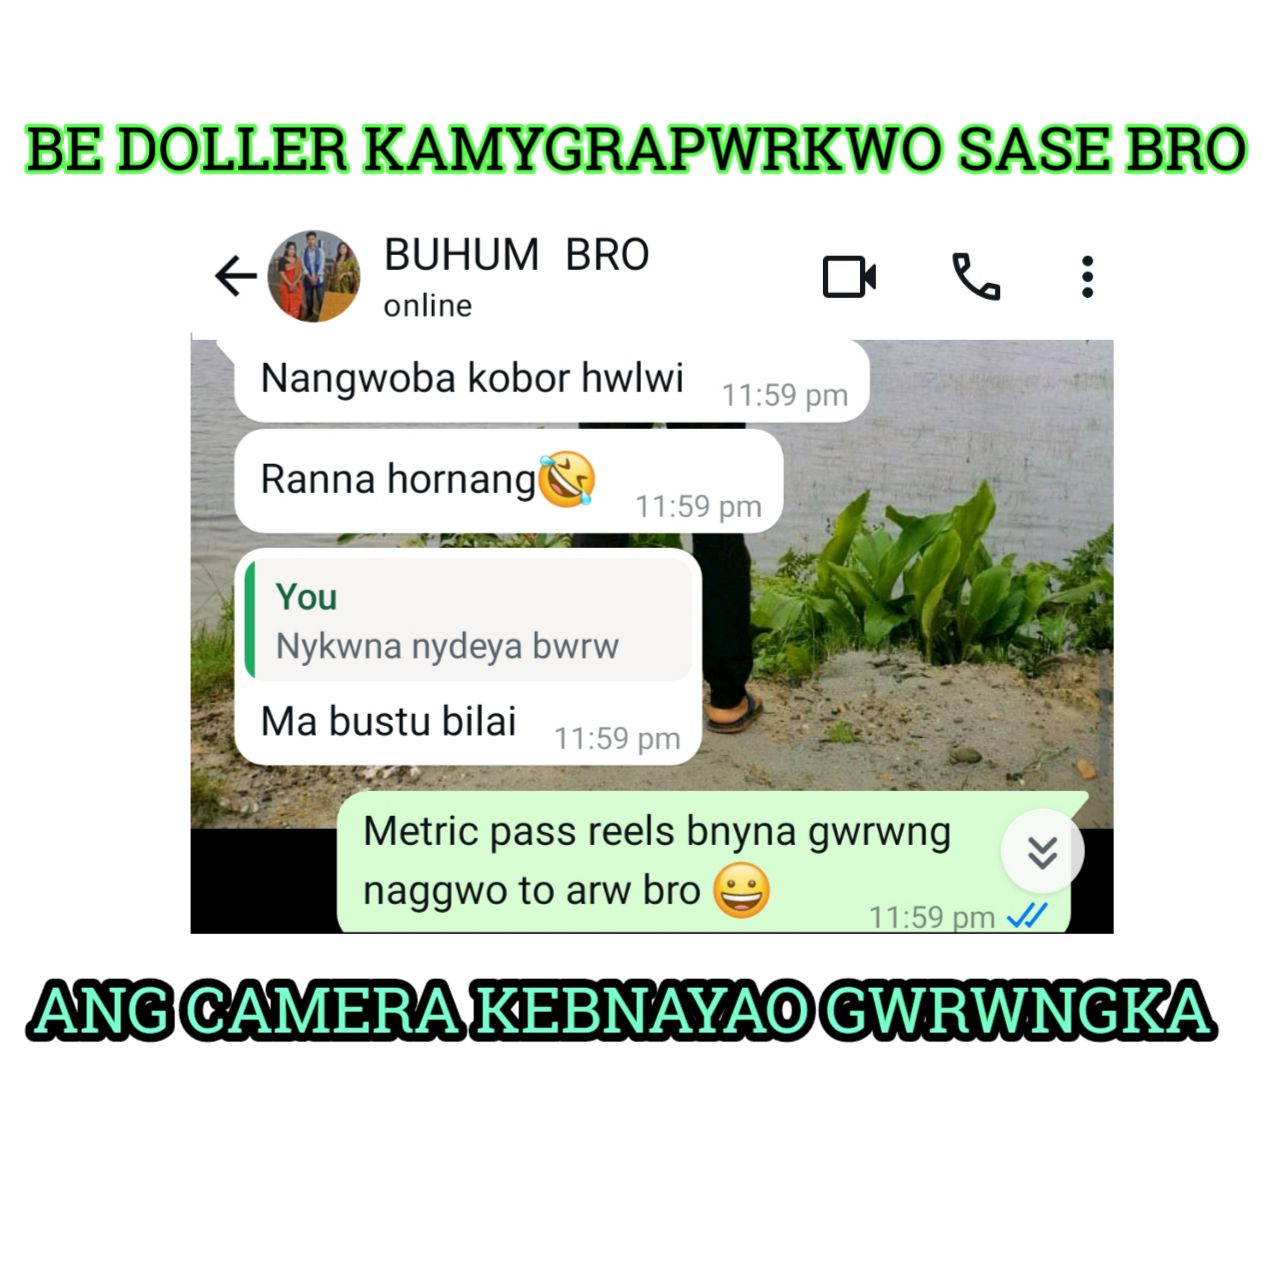 BE DOLLER KAMYGRAPWRKWO SASE BRO
BUHUM BRO
online
Nangwoba kobor hwlwi
11:59 pm
Ranna hornang🤣
11:59 pm
You
Nykwna nydeya bwrw
Ma bustu bilai
11:59 pm
Metric pass reels bnyna gwrwng
naggwo to arw bro 😀
11:59 pm
ANG CAMERA KEBNAYAO GWRWNGKA